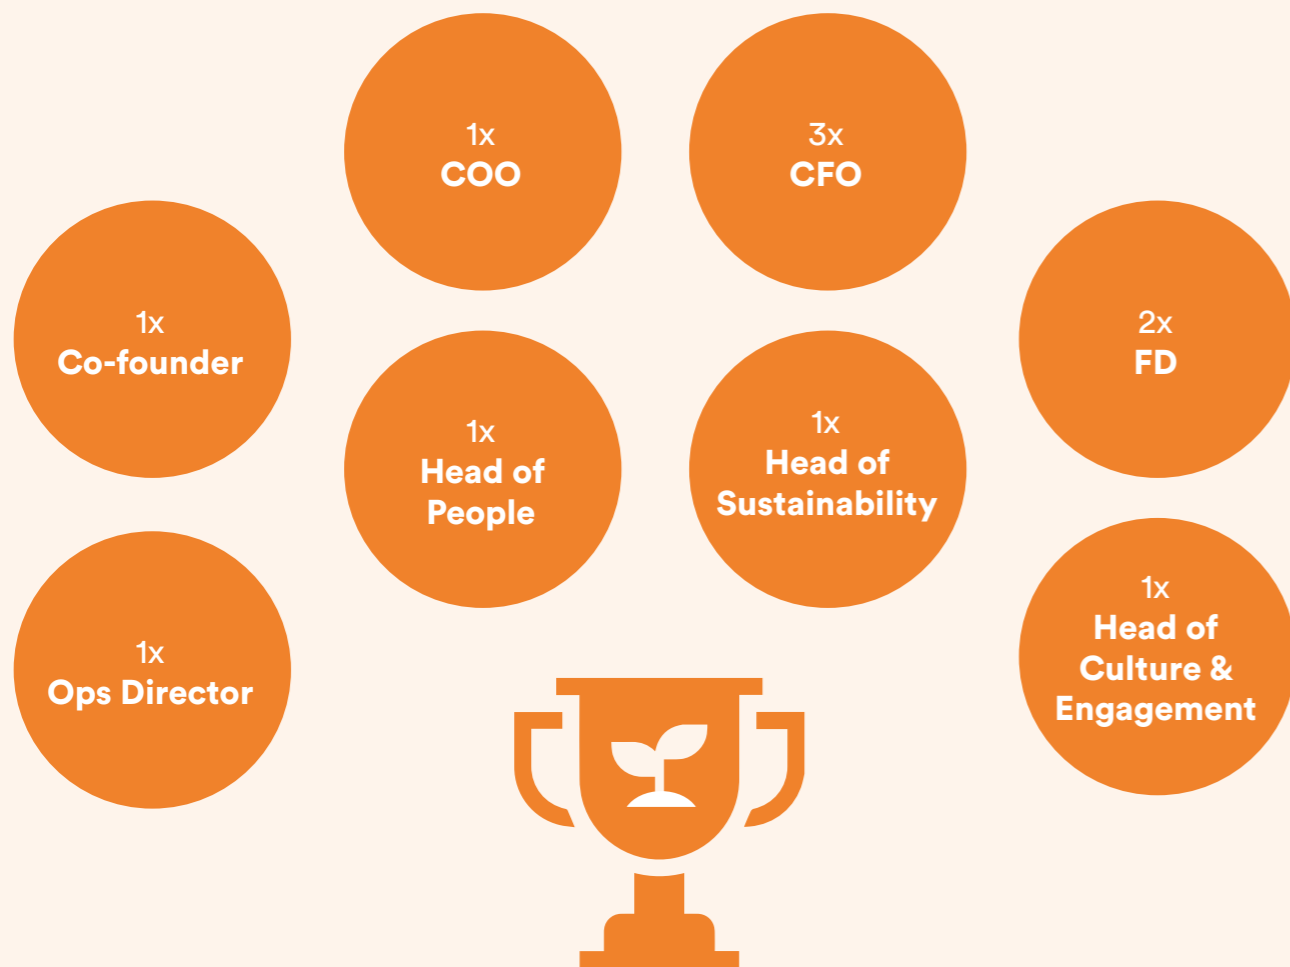 1x
COO
3x
CFO
1x
Co-founder
2x
FD
1x
Head of
People
1x
Head of
Sustainability
1x
Ops Director
1x
Head of
Culture &
Engagement